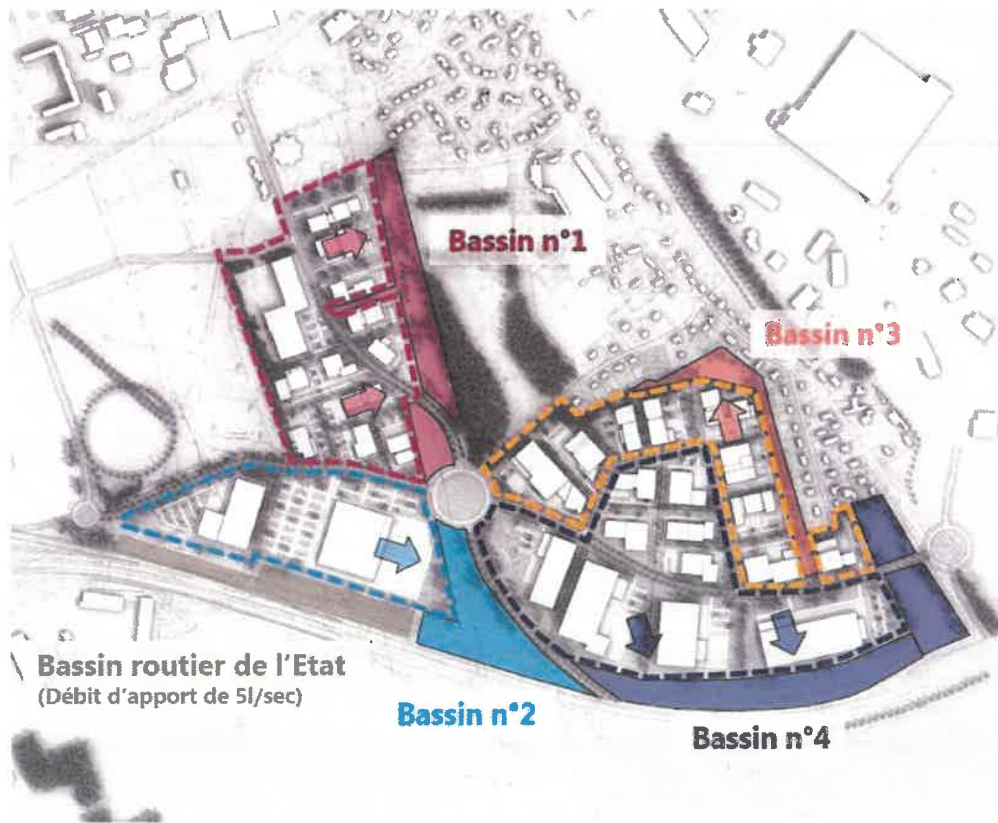 Bassin n°1
Bassin n°3
Bassin routier de l'Etat
(Débit d'apport de 5l/sec)
Bassin n°2
Bassin n°4